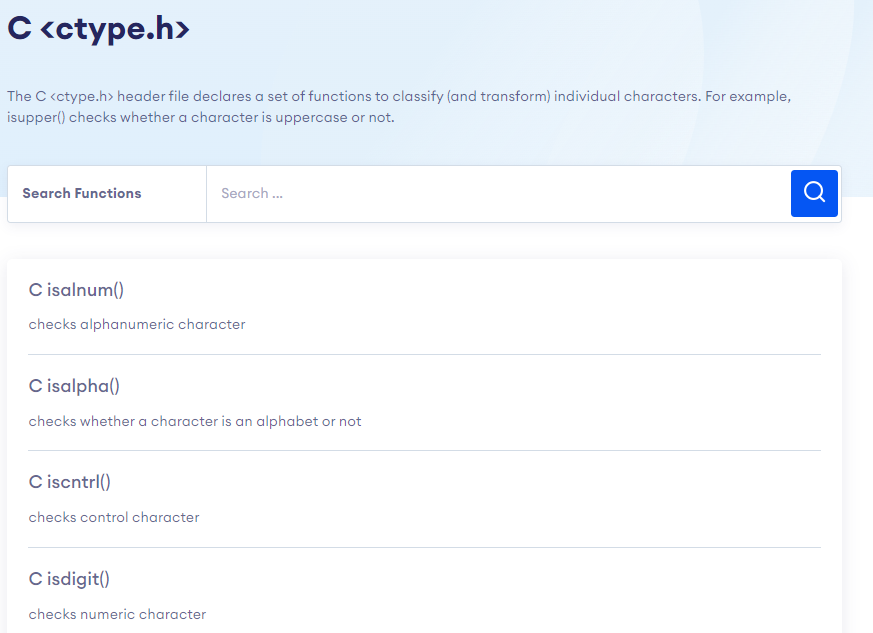 C <ctype.h>
The C <ctype.h> header file declares a set of functions to classify (and transform) individual characters. For example,
isupper() checks whether a character is uppercase or not.
Search Functions
Search ...
C isalnum()
checks alphanumeric character
C isalpha()
checks whether a character is an alphabet or not
C iscntrl()
checks control character
C isdigit()
checks numeric character